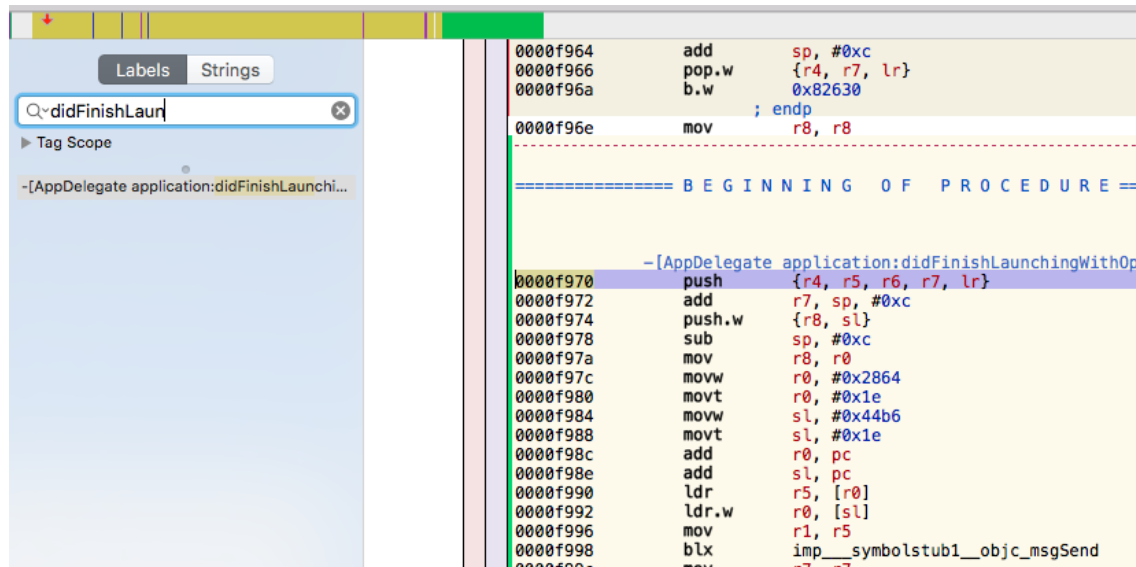 Labels Strings
didFinishLaun
Tag Scope
-[AppDelegate application:didFinishLaunchi...
0000f964 add sp, #0xc
0000f966 pop.w {r4, r7, lr}
0000f96a b.w 0x82630
; endp
0000f96e mov r8, r8
================ B E G I N N I N G O F P R O C E D U R E ==
-[AppDelegate application:didFinishLaunchingWithOp
0000f970 push {r4, r5, r6, r7, lr}
0000f972 add r7, sp, #0xc
0000f974 push.w {r8, sl}
0000f978 sub sp, #0xc
0000f97a mov r8, r0
0000f97c movw r0, #0x2864
0000f980 movt r0, #0x1e
0000f984 movw sl, #0x44b6
0000f988 movt sl, #0x1e
0000f98c add r0, pc
0000f98e add sl, pc
0000f990 ldr r5, [r0]
0000f992 ldr.w r0, [sl]
0000f996 mov r1, r5
0000f998 blx imp___symbolstub1__objc_msgSend